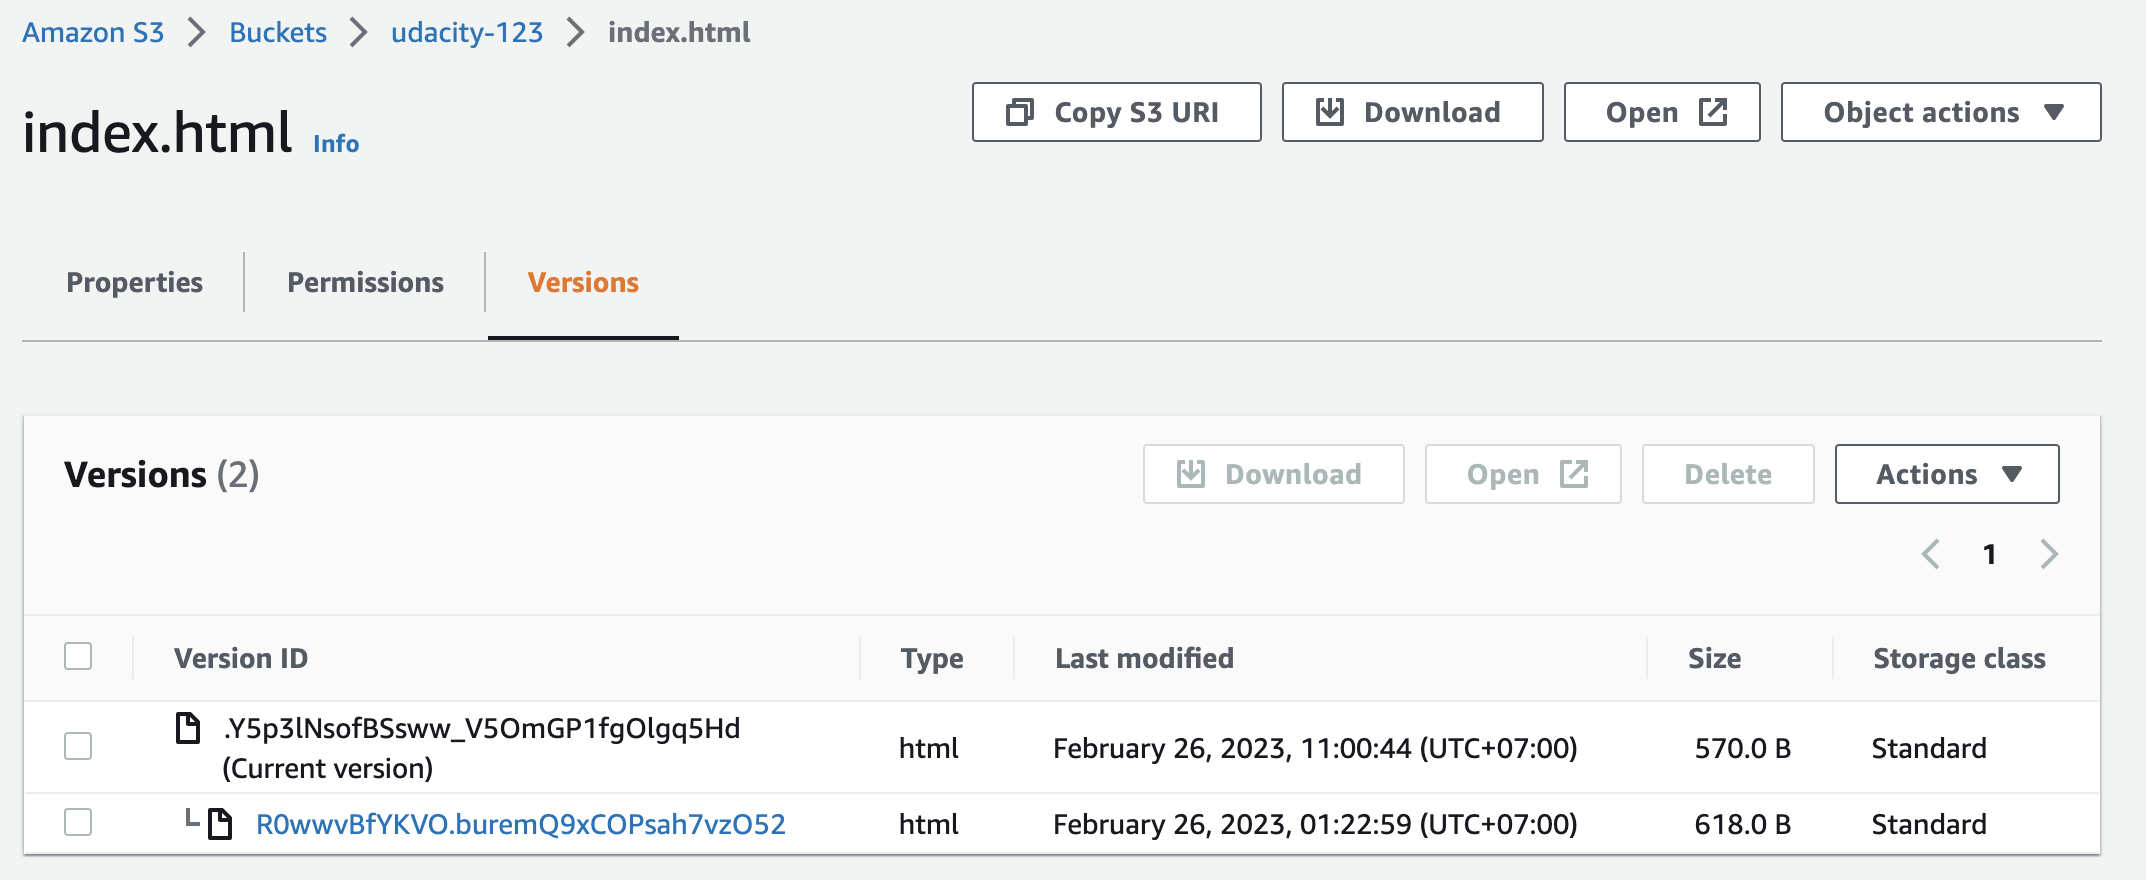 Amazon S3 > Buckets > udacity-123 > index.html
index.html Info
Copy S3 URI Download Open Object actions
Properties Permissions Versions
Versions (2)
Download Open Delete Actions
1
Version ID Type Last modified Size Storage class
.Y5p3lNsofBSsww_V5OmGP1fgOlgq5Hd
(Current version)
html February 26, 2023, 11:00:44 (UTC+07:00) 570.0 B Standard
R0wwvBfYKVO.buremQ9xCOPsah7vzO52 html February 26, 2023, 01:22:59 (UTC+07:00) 618.0 B Standard